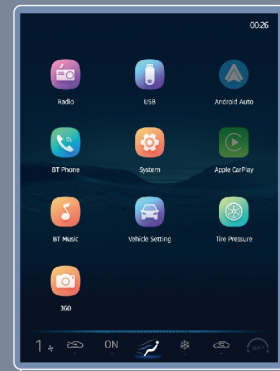 00:26
Radio
USB
Android Auto
BT Phone
System
Apple CarPlay
BT Music
Vehicle Setting
Tire Pressure
360
1
ON